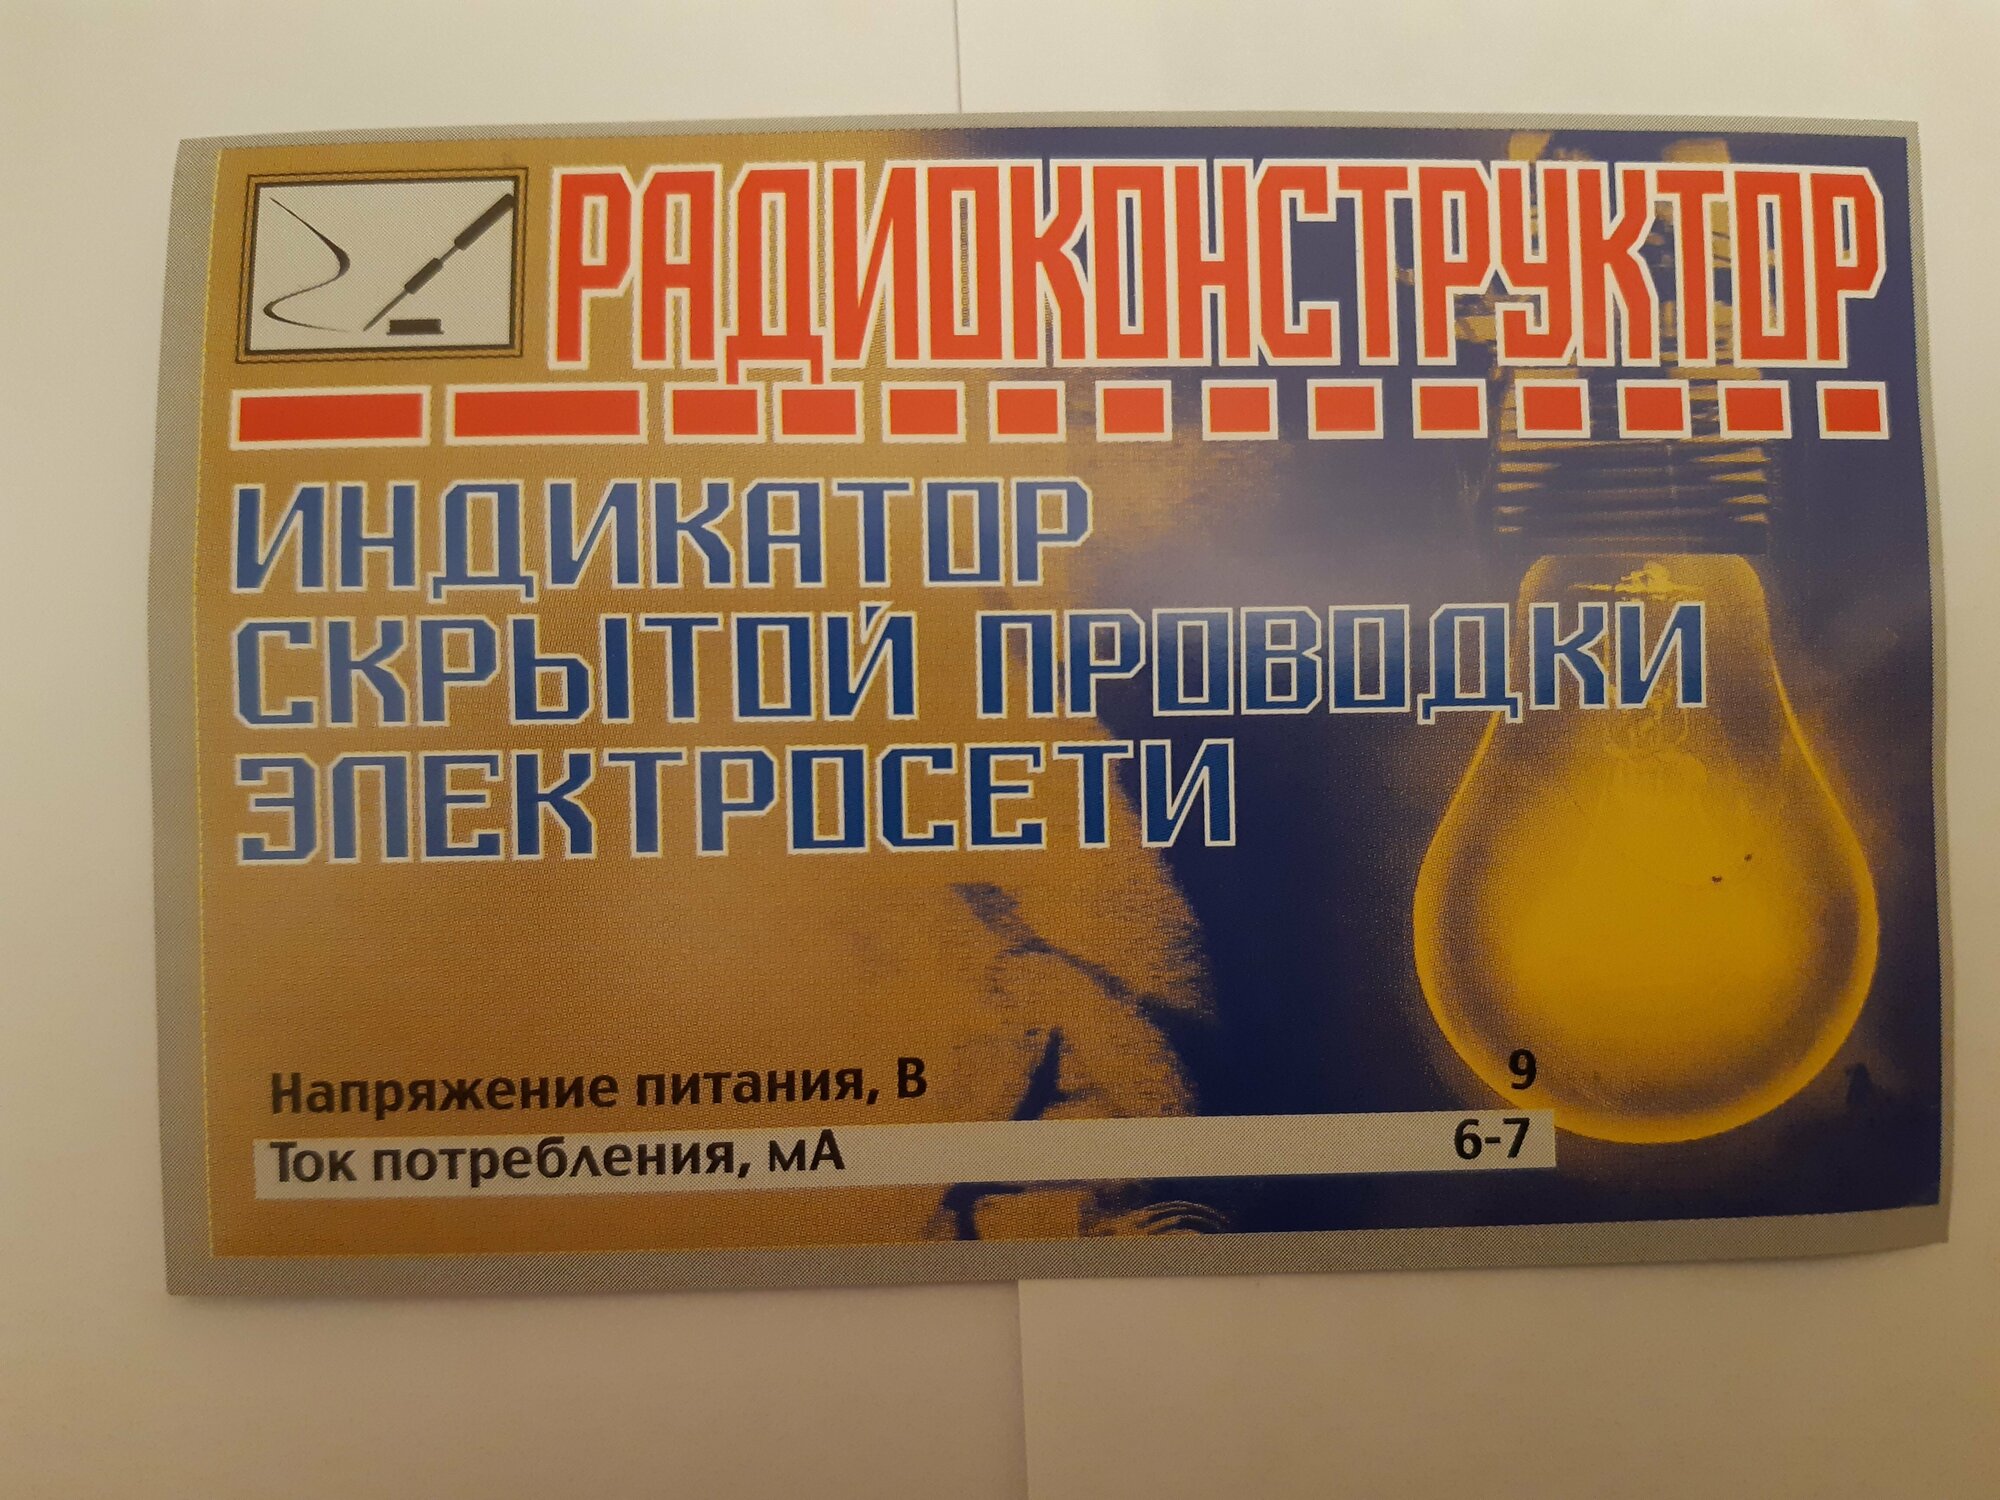 РАДИОКОНСТРУКТОР
ИНДИКАТОР
СКРЫТОЙ ПРОВОДКИ
ЭЛЕКТРОСЕТИ
Напряжение питания, В 9
Ток потребления, мА 6-7